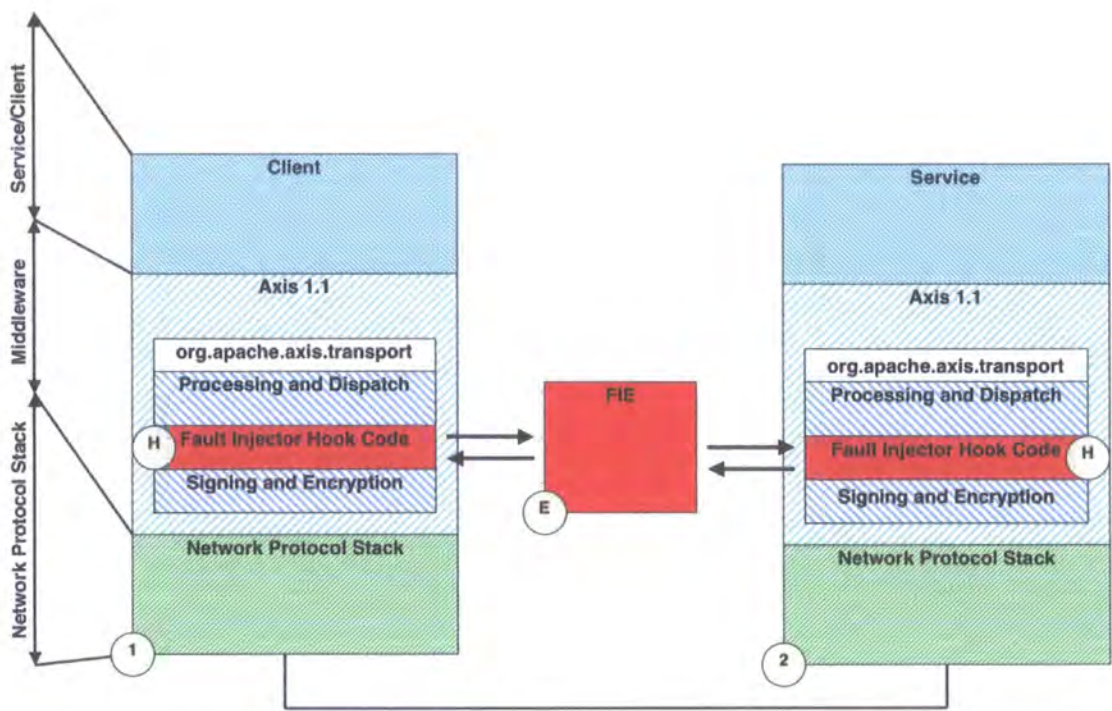 Service/Client
Middleware
Network Protocol Stack
Client
Axis 1.1
org.apache.axis.transport
Processing and Dispatch
H
Fault Injector Hook Code
Signing and Encryption
Network Protocol Stack
1
FIE
E
Service
Axis 1.1
org.apache.axis.transport
Processing and Dispatch
Fault Injector Hook Code
H
Signing and Encryption
Network Protocol Stack
2